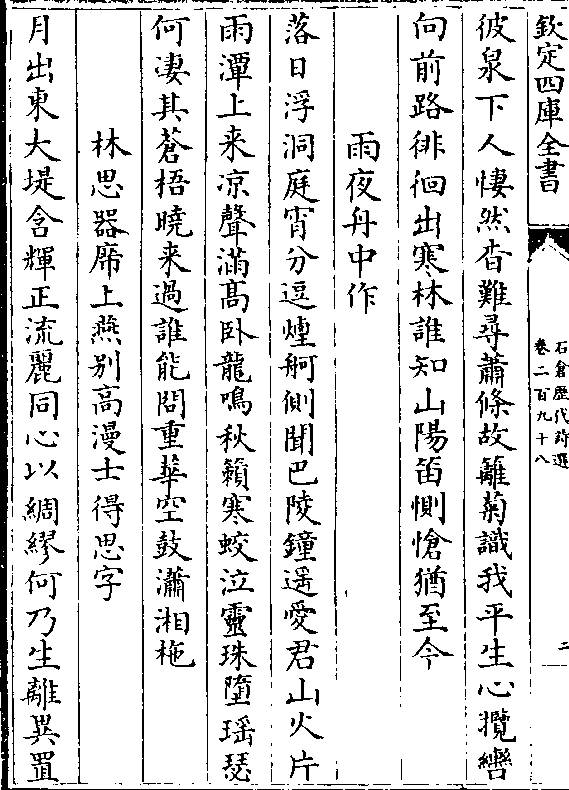 欽定四庫全書
石倉歷代詩選
卷二百九十八
二
彼泉下人悽然杳難尋蕭條故籬菊識我平生心攬轡
向前路徘徊出寒林誰知山陽笛惻愴猶至今
雨夜舟中作
落日浮洞庭宵分逗煙舸側聞巴陵鐘遥愛君山火片
雨潭上来凉聲滿髙卧龍鳴秋籟寒蛟泣靈珠墮瑶瑟
何淒其蒼梧曉来過誰能問重華空鼓瀟湘柂
林思器席上燕别高漫士得思字
月出東大堤含輝正流麗同心以綢繆何乃生離異置